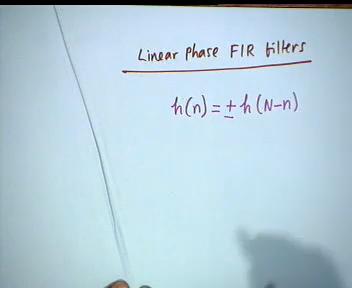 Linear phase FIR filters
h(n) = ± h(N-n)